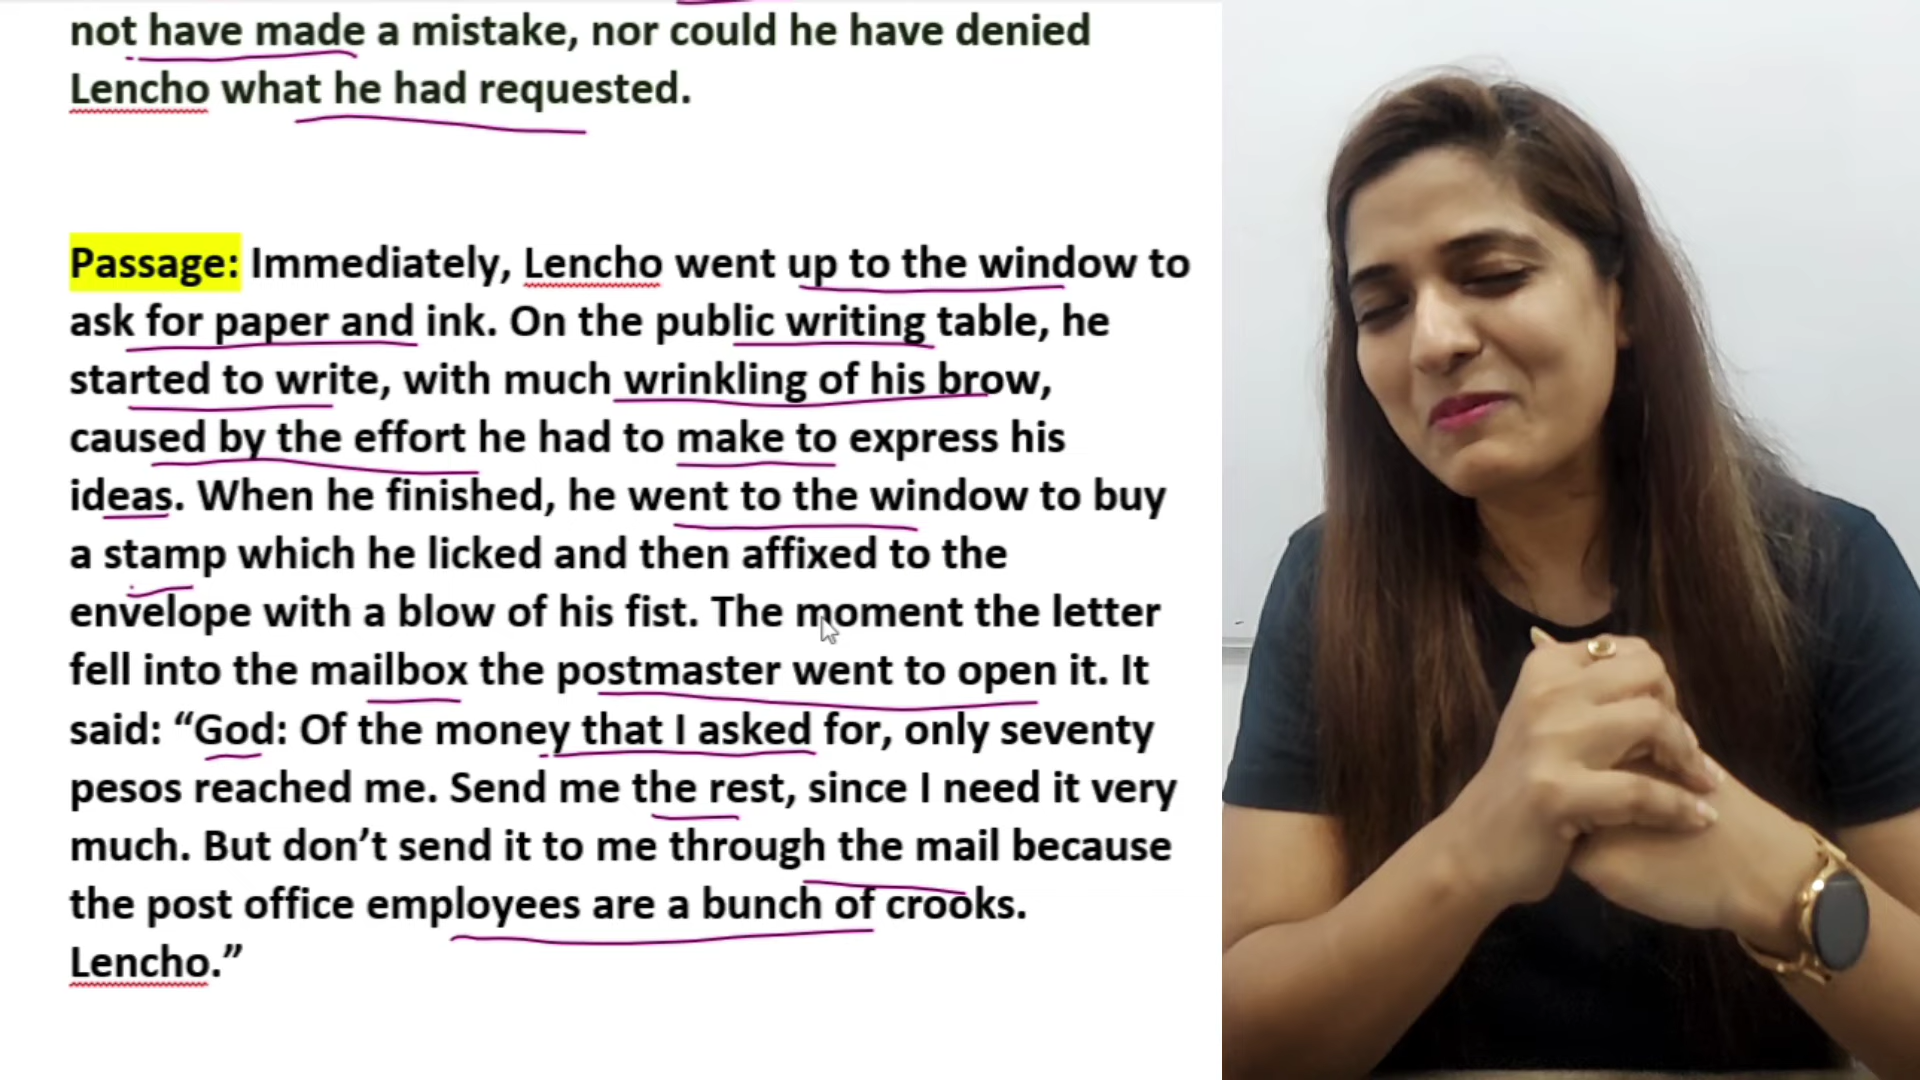 not have made a mistake, nor could he have denied
Lencho what he had requested.
Passage: Immediately, Lencho went up to the window to
ask for paper and ink. On the public writing table, he
started to write, with much wrinkling of his brow,
caused by the effort he had to make to express his
ideas. When he finished, he went to the window to buy
a stamp which he licked and then affixed to the
envelope with a blow of his fist. The moment the letter
fell into the mailbox the postmaster went to open it. It
said: “God: Of the money that I asked for, only seventy
pesos reached me. Send me the rest, since I need it very
much. But don’t send it to me through the mail because
the post office employees are a bunch of crooks.
Lencho.”